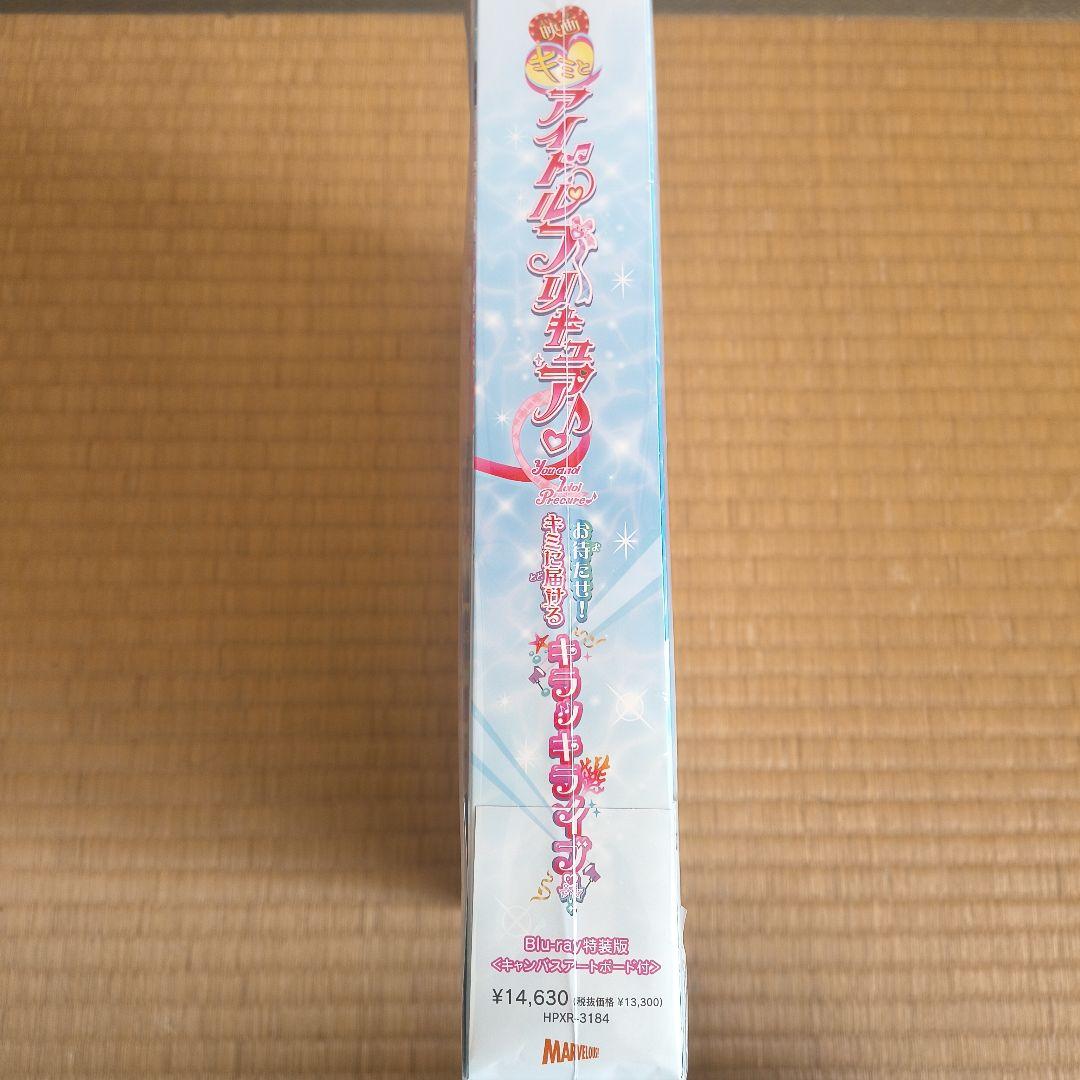 映画
キミと
アイドルプリキュア♪
You and
Idol
Precure♪
お待たせ!
ま
キミに届ける
とど
キラッキライブ!
Blu-ray特装版
<キャンバスアートボード付>
¥14,630(税抜価格 ¥13,300)
HPXR-3184
MARVELOUS!